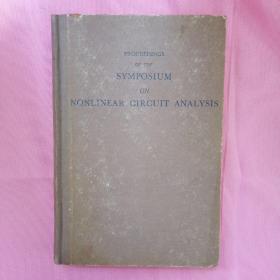 PROCEEDINGS
OF THE
SYMPOSIUM
ON
NONLINEAR CIRCUIT ANALYSIS